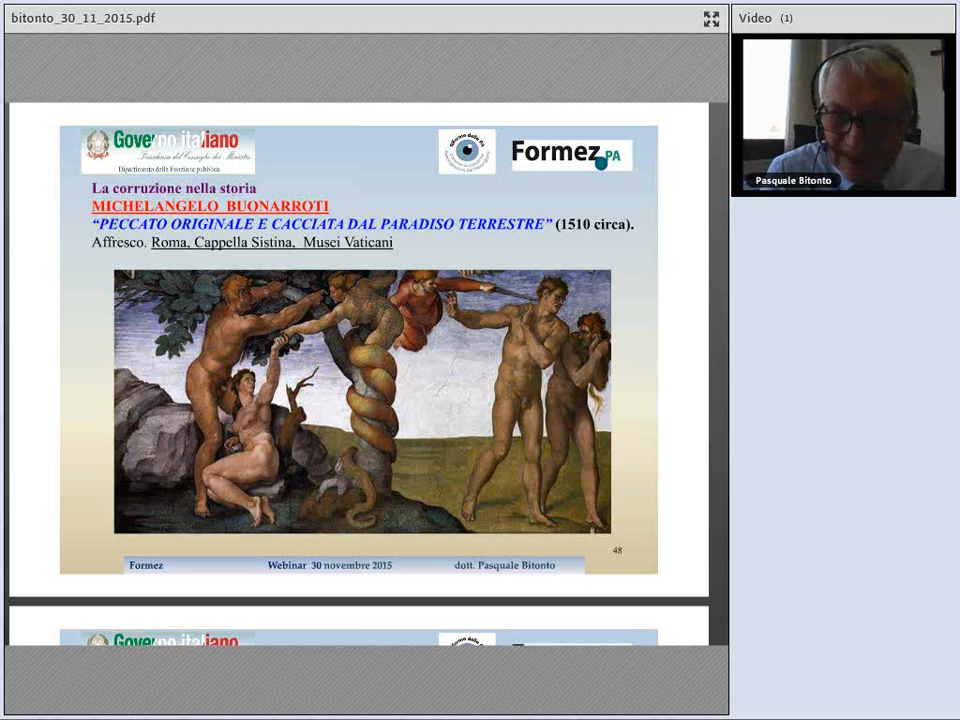 bitonto_30_11_2015.pdf
Video (1)
Pasquale Bitonto
Governo italiano
Presidenza del Consiglio dei Ministri
Dipartimento della Funzione pubblica
Formez PA
La corruzione nella storia
MICHELANGELO BUONARROTI
“PECCATO ORIGINALE E CACCIATA DAL PARADISO TERRESTRE” (1510 circa).
Affresco. Roma, Cappella Sistina, Musei Vaticani
48
Formez Webinar 30 novembre 2015 dott. Pasquale Bitonto
Governo italiano